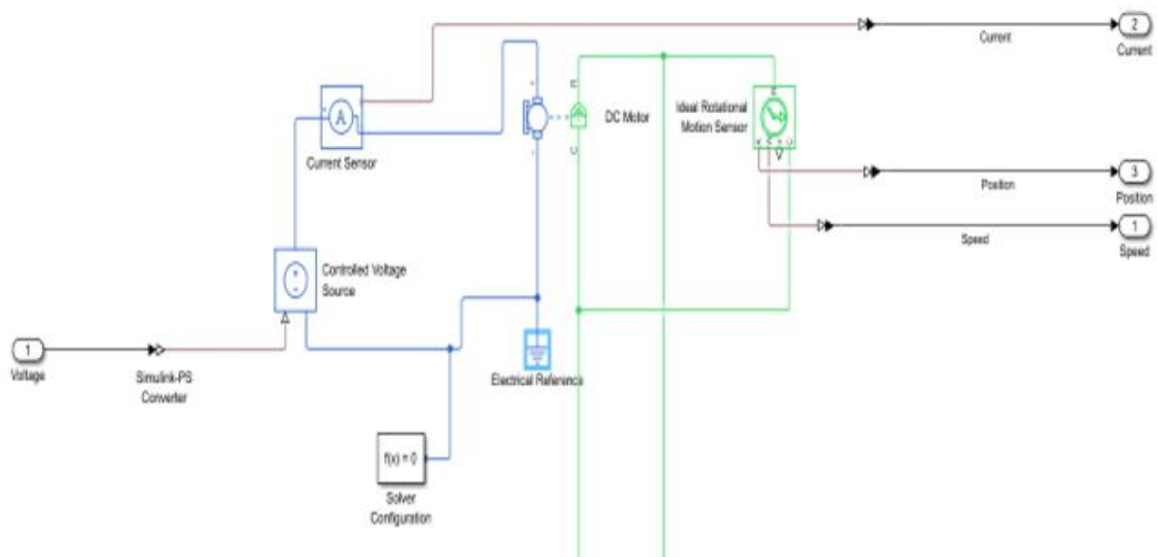 2
Current
Current
Current Sensor
A
DC Motor
Ideal Rotational
Motion Sensor
R
C
Position
3
Position
Speed
1
Speed
Controlled Voltage
Source
1
Voltage
Simulink-PS
Converter
Electrical Reference
f(x) = 0
Solver
Configuration